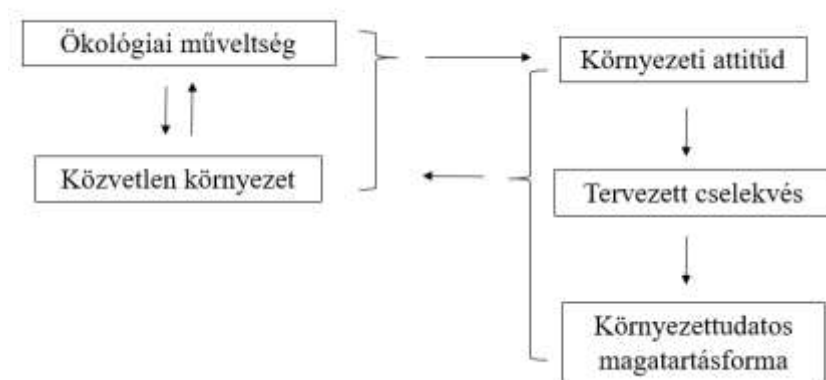 Ökológiai műveltség
Közvetlen környezet
Környezeti attitűd
Tervezett cselekvés
Környezettudatos
magatartásforma